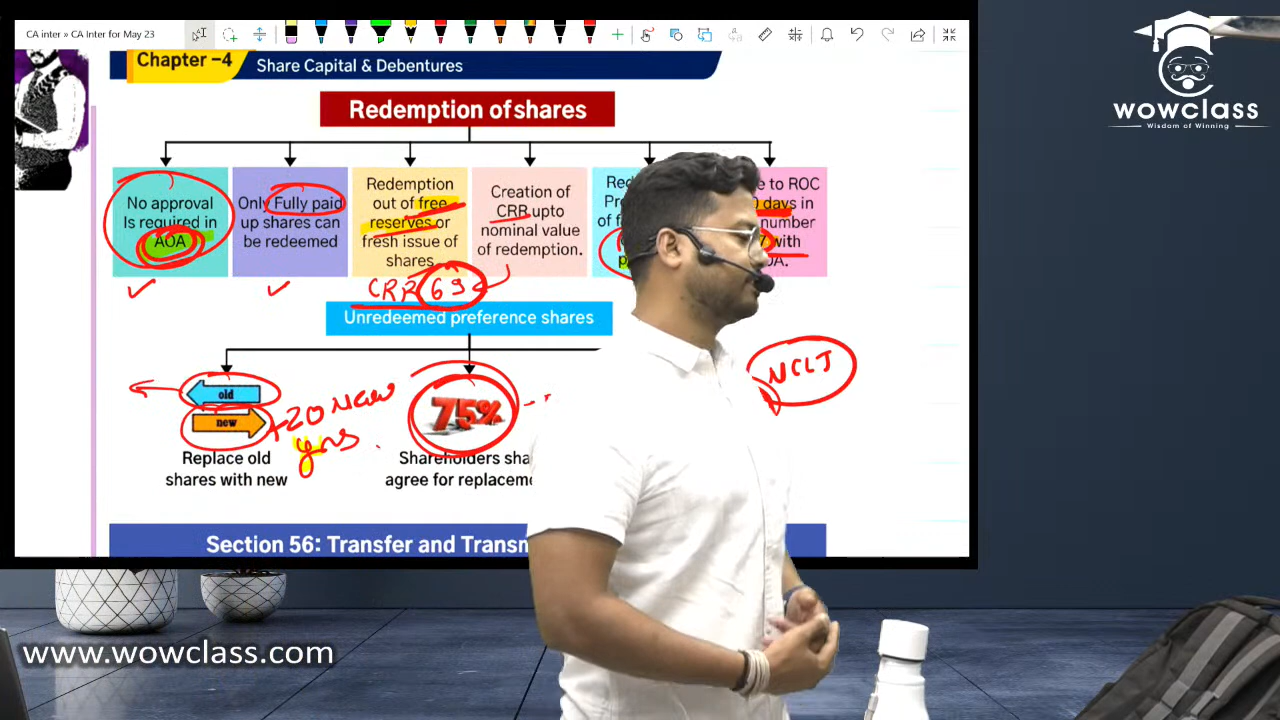 CA inter » CA Inter for May 23
Chapter -4
Share Capital & Debentures
wowclass
Wisdom of Winning
Redemption of shares
No approval
Is required in
AOA
Only Fully paid
up shares can
be redeemed
Redemption
out of free
reserves or
fresh issue of
shares
Creation of
CRR upto
nominal value
of redemption.
of f
to ROC
days in
number
7 with
CRR 69
Unredeemed preference shares
NCLT
old
new
20 New
yrs.
75%
Replace old
shares with new
Shareholders
agree for
Section 56: Transfer and
www.wowclass.com